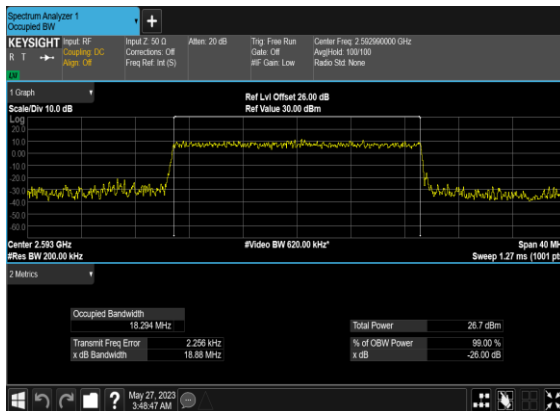 Spectrum Analyzer 1
Occupied BW
KEYSIGHT
R T
Input: RF
Coupling: DC
Align: Off
Input Z: 50 Ω
Corrections: Off
Freq Ref: Int (S)
Atten: 20 dB
Trig: Free Run
Gate: Off
#IF Gain: Low
Center Freq: 2.592990000 GHz
Avg|Hold: 100/100
Radio Std: None
1 Graph
Scale/Div 10.0 dB
Ref Lvl Offset 26.00 dB
Ref Value 30.00 dBm
Log
20.0
10.0
0.00
-10.0
-20.0
-30.0
-40.0
-50.0
-60.0
Center 2.593 GHz
#Res BW 200.00 kHz
#Video BW 620.00 kHz*
Span 40 MH
Sweep 1.27 ms (1001 pt
2 Metrics
Occupied Bandwidth
18.294 MHz
Transmit Freq Error 2.256 kHz
x dB Bandwidth 18.88 MHz
Total Power 26.7 dBm
% of OBW Power 99.00 %
x dB -26.00 dB
May 27, 2023
3:48:47 AM